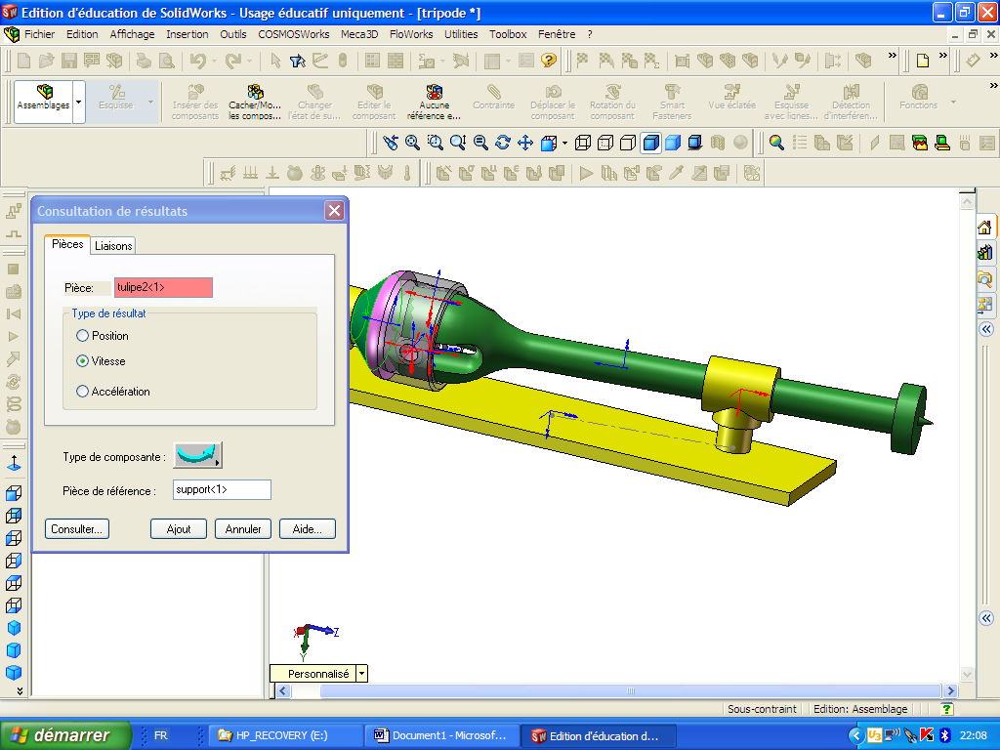 Edition d'éducation de SolidWorks - Usage éducatif uniquement - [tripode *]
Fichier Edition Affichage Insertion Outils COSMOSWorks Meca3D FloWorks Utilities Toolbox Fenêtre ?
Assemblages Esquisse Insérer des composants Cacher/Mo... les compos... Changer l'état de su... Editer le composant Aucune référence e... Contrainte Déplacer le composant Rotation du composant Smart Fasteners Vue éclatée Esquisse avec lignes... Détection d'interféren... Fonctions
Consultation de résultats
Pièces Liaisons
Pièce: tulipe2<1>
Type de résultat
Position
Vitesse
Accélération
Type de composante :
Pièce de référence : support<1>
Consulter... Ajout Annuler Aide...
X Z
Y
Personnalisé
Sous-contraint Edition: Assemblage
démarrer FR HP_RECOVERY (E:) Document1 - Microsof... Edition d'éducation d... 22:08